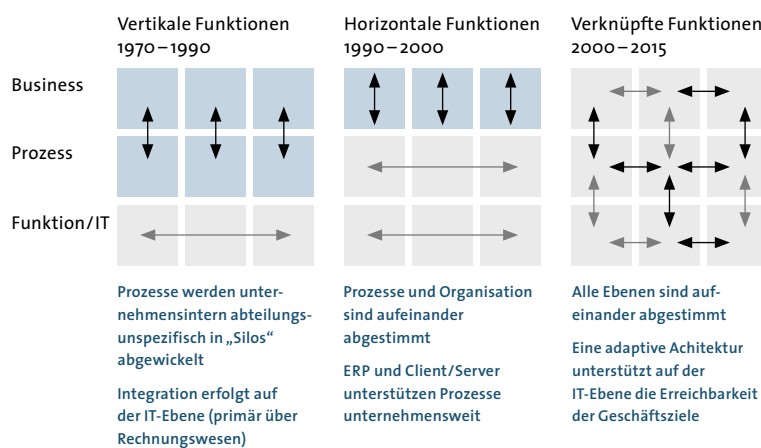 Vertikale Funktionen
1970 – 1990
Horizontale Funktionen
1990 – 2000
Verknüpfte Funktionen
2000 – 2015
Business
Prozess
Funktion/IT
Prozesse werden unter-
nehmensintern abteilungs-
unspezifisch in „Silos“
abgewickelt
Integration erfolgt auf
der IT-Ebene (primär über
Rechnungswesen)
Prozesse und Organisation
sind aufeinander
abgestimmt
ERP und Client/Server
unterstützen Prozesse
unternehmensweit
Alle Ebenen sind auf-
einander abgestimmt
Eine adaptive Achitektur
unterstützt auf der
IT-Ebene die Erreichbarkeit
der Geschäftsziele